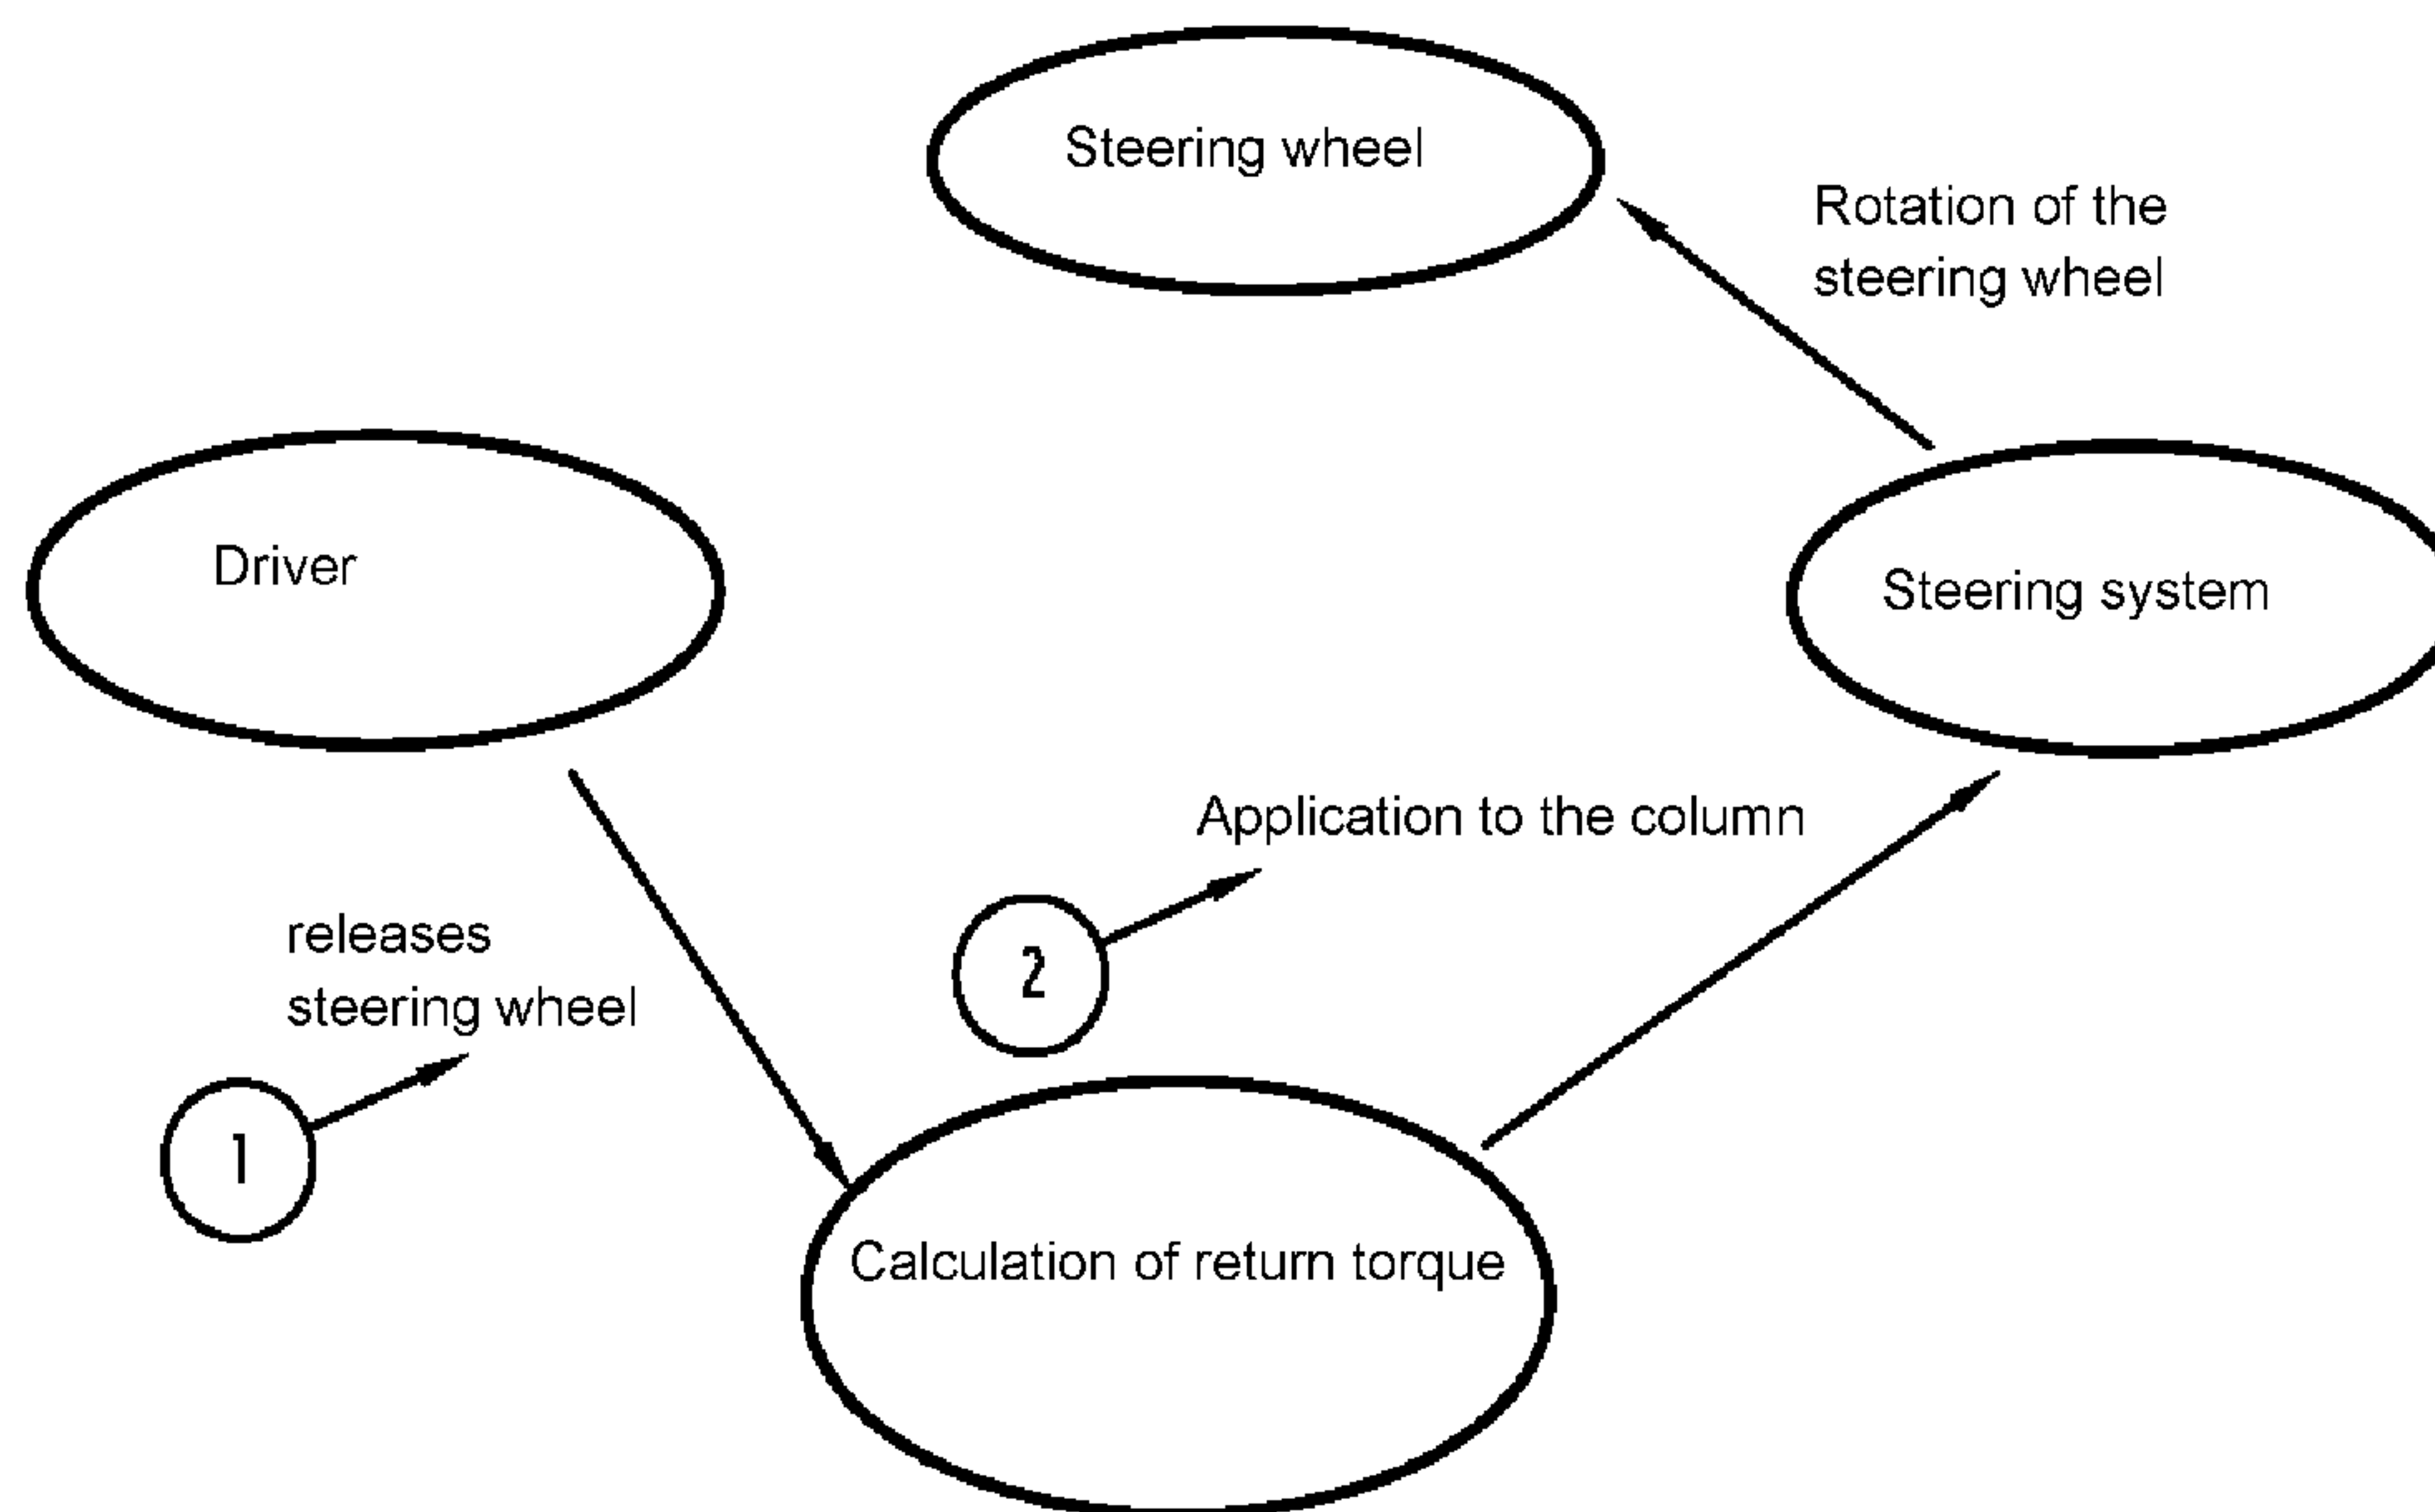 Steering wheel
Rotation of the
steering wheel
Driver
Steering system
Application to the column
releases
steering wheel
2
1
Calculation of return torque